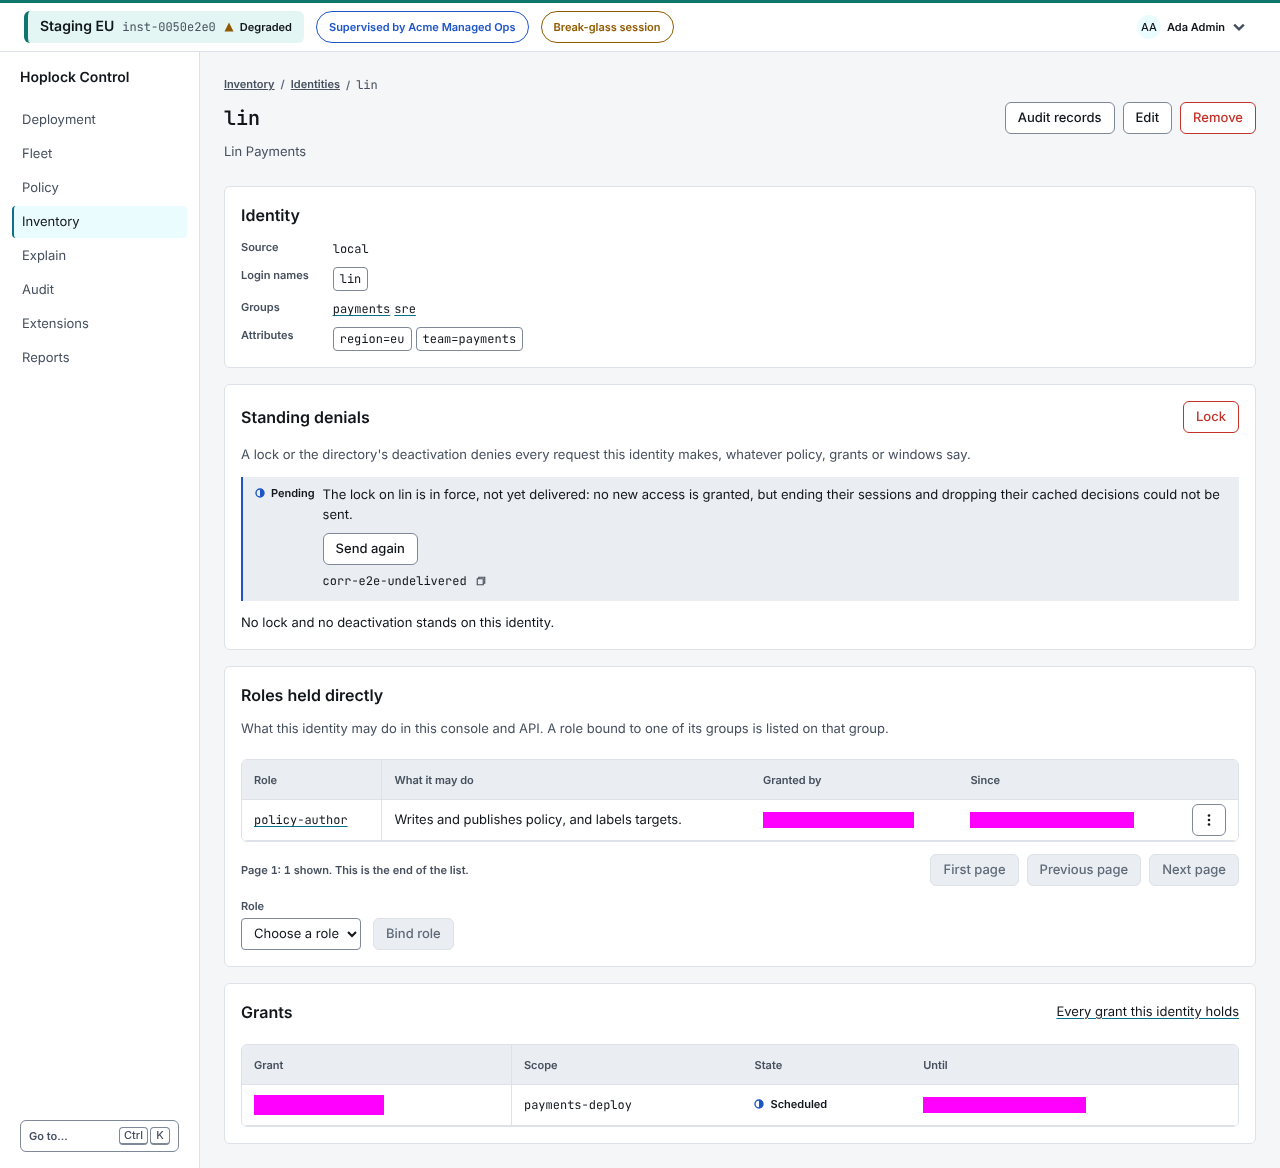 Staging EU inst-0050e2e0 Degraded
Supervised by Acme Managed Ops
Break-glass session
AA Ada Admin
Hoplock Control
Deployment
Fleet
Policy
Inventory
Explain
Audit
Extensions
Reports
Go to... Ctrl K
Inventory / Identities / lin
lin
Audit records Edit Remove
Lin Payments
Identity
Source local
Login names lin
Groups payments sre
Attributes region=eu team=payments
Standing denials
Lock
A lock or the directory's deactivation denies every request this identity makes, whatever policy, grants or windows say.
Pending The lock on lin is in force, not yet delivered: no new access is granted, but ending their sessions and dropping their cached decisions could not be
sent.
Send again
corr-e2e-undelivered
No lock and no deactivation stands on this identity.
Roles held directly
What this identity may do in this console and API. A role bound to one of its groups is listed on that group.
Role What it may do Granted by Since
policy-author Writes and publishes policy, and labels targets.
Page 1: 1 shown. This is the end of the list.
First page Previous page Next page
Role
Choose a role Bind role
Grants
Every grant this identity holds
Grant Scope State Until
payments-deploy Scheduled